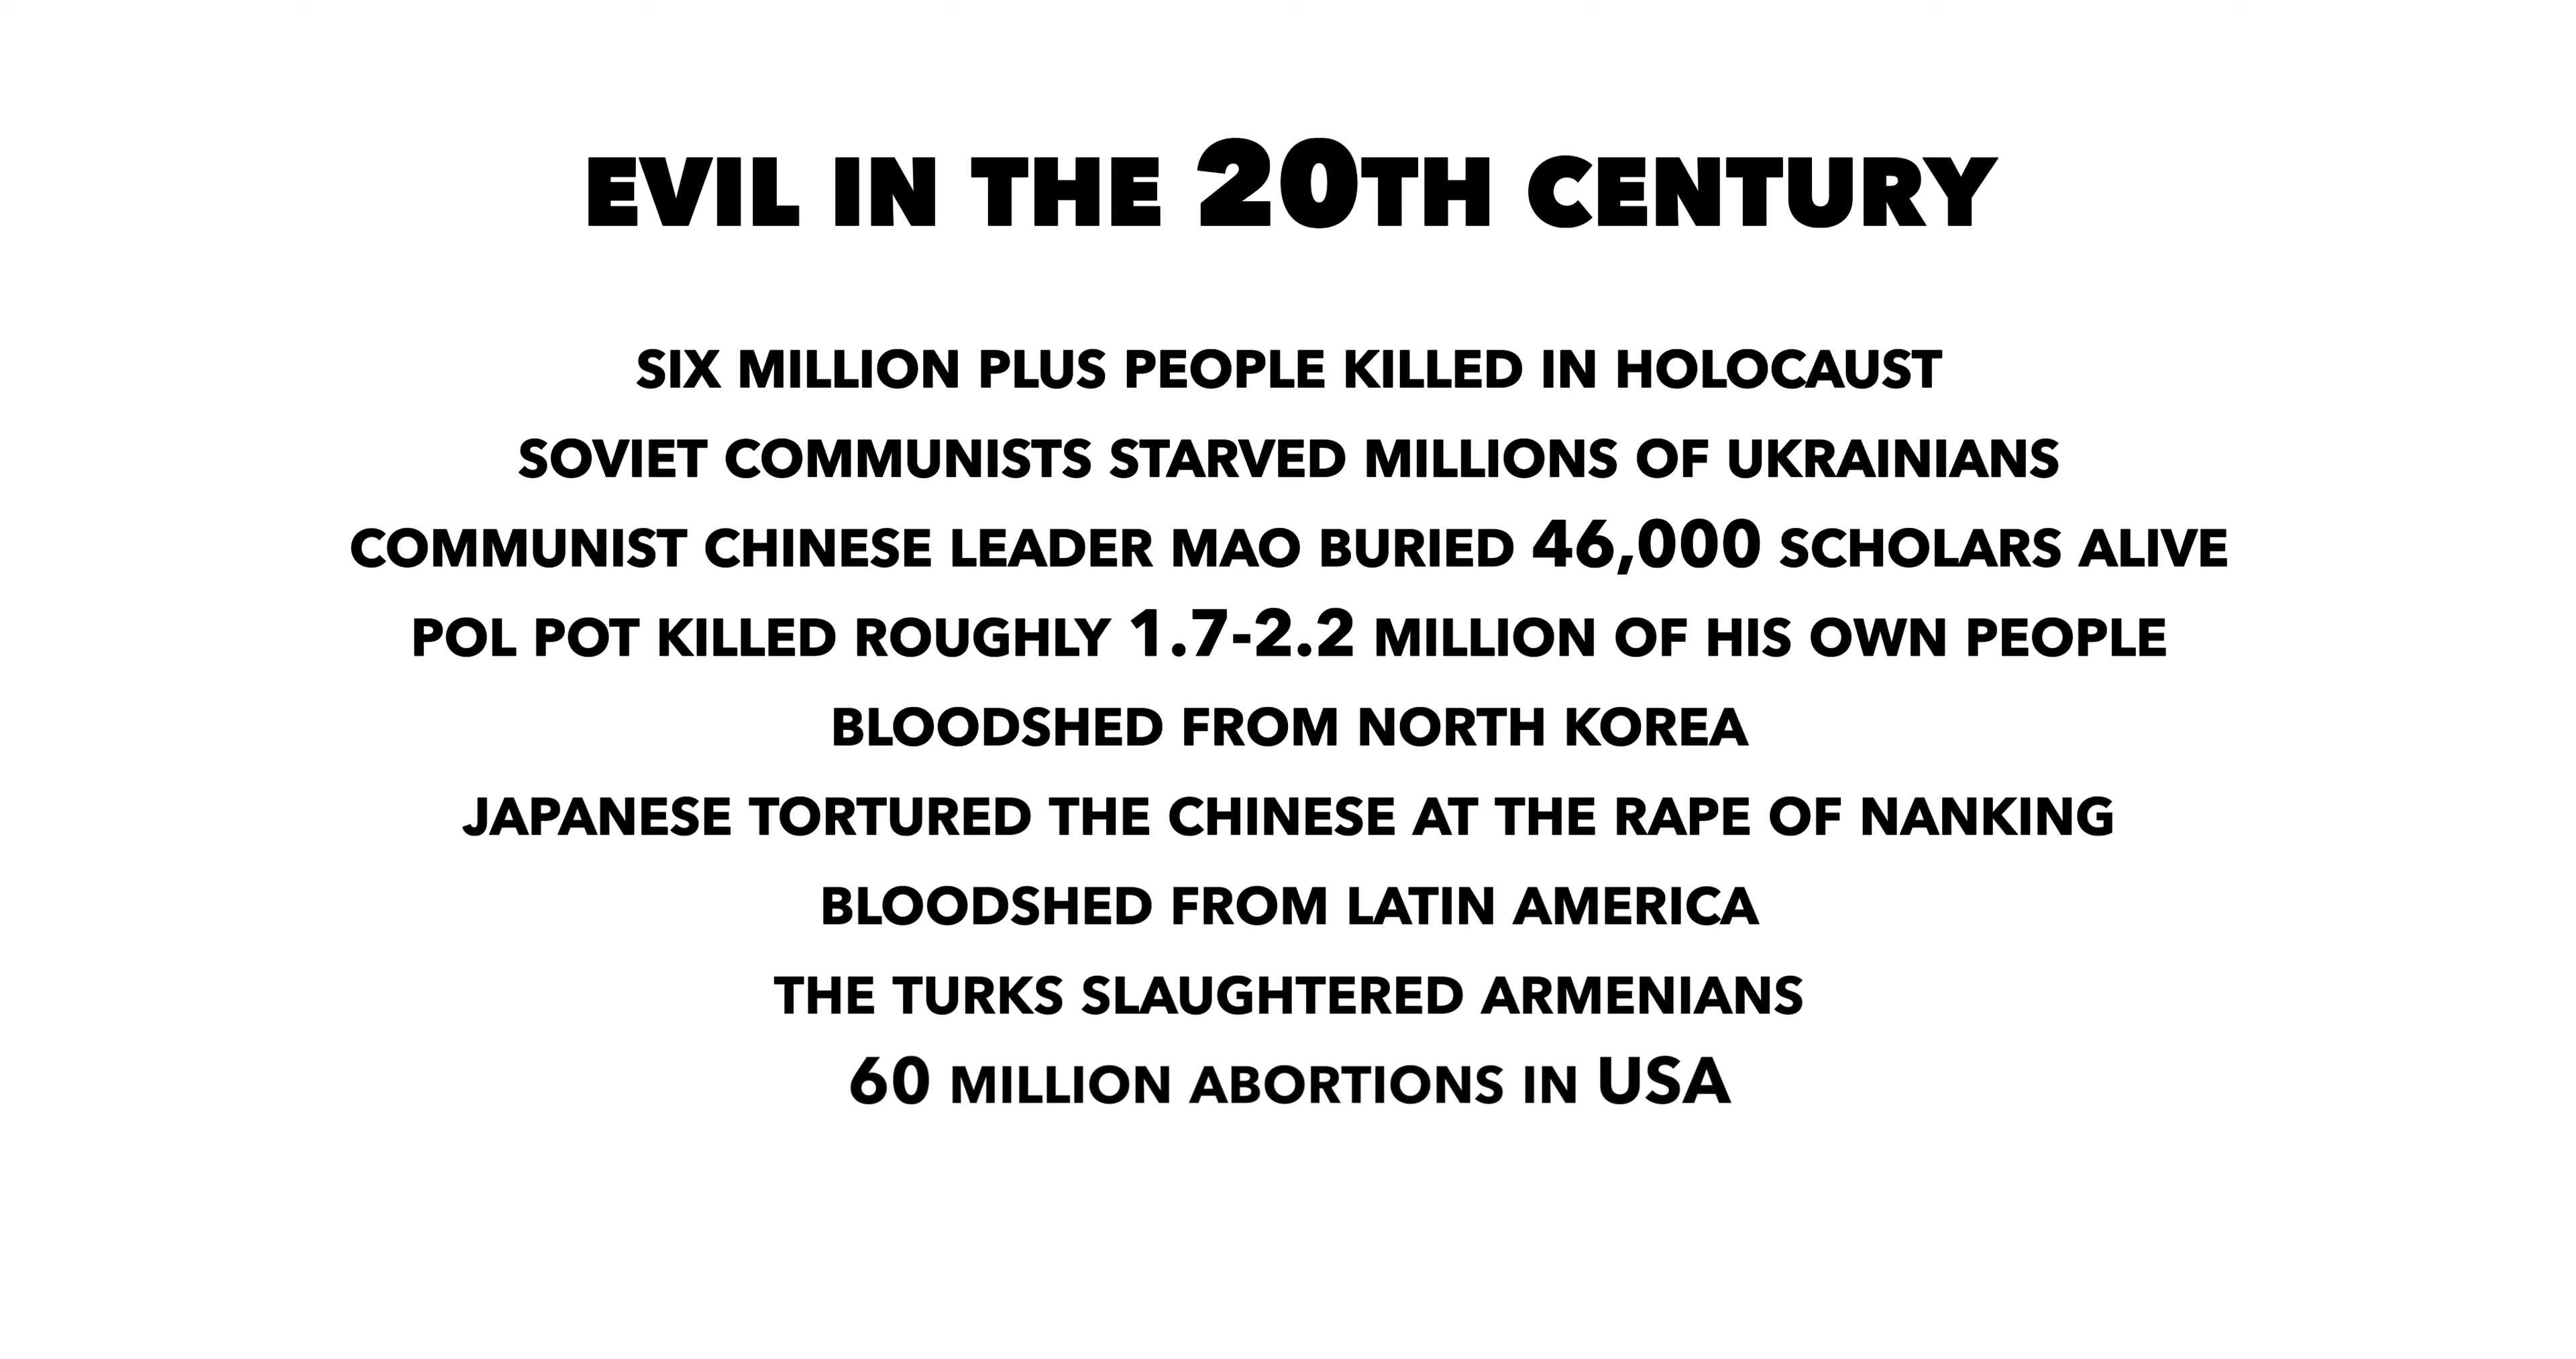 EVIL IN THE 20TH CENTURY
SIX MILLION PLUS PEOPLE KILLED IN HOLOCAUST
SOVIET COMMUNISTS STARVED MILLIONS OF UKRAINIANS
COMMUNIST CHINESE LEADER MAO BURIED 46,000 SCHOLARS ALIVE
POL POT KILLED ROUGHLY 1.7-2.2 MILLION OF HIS OWN PEOPLE
BLOODSHED FROM NORTH KOREA
JAPANESE TORTURED THE CHINESE AT THE RAPE OF NANKING
BLOODSHED FROM LATIN AMERICA
THE TURKS SLAUGHTERED ARMENIANS
60 MILLION ABORTIONS IN USA